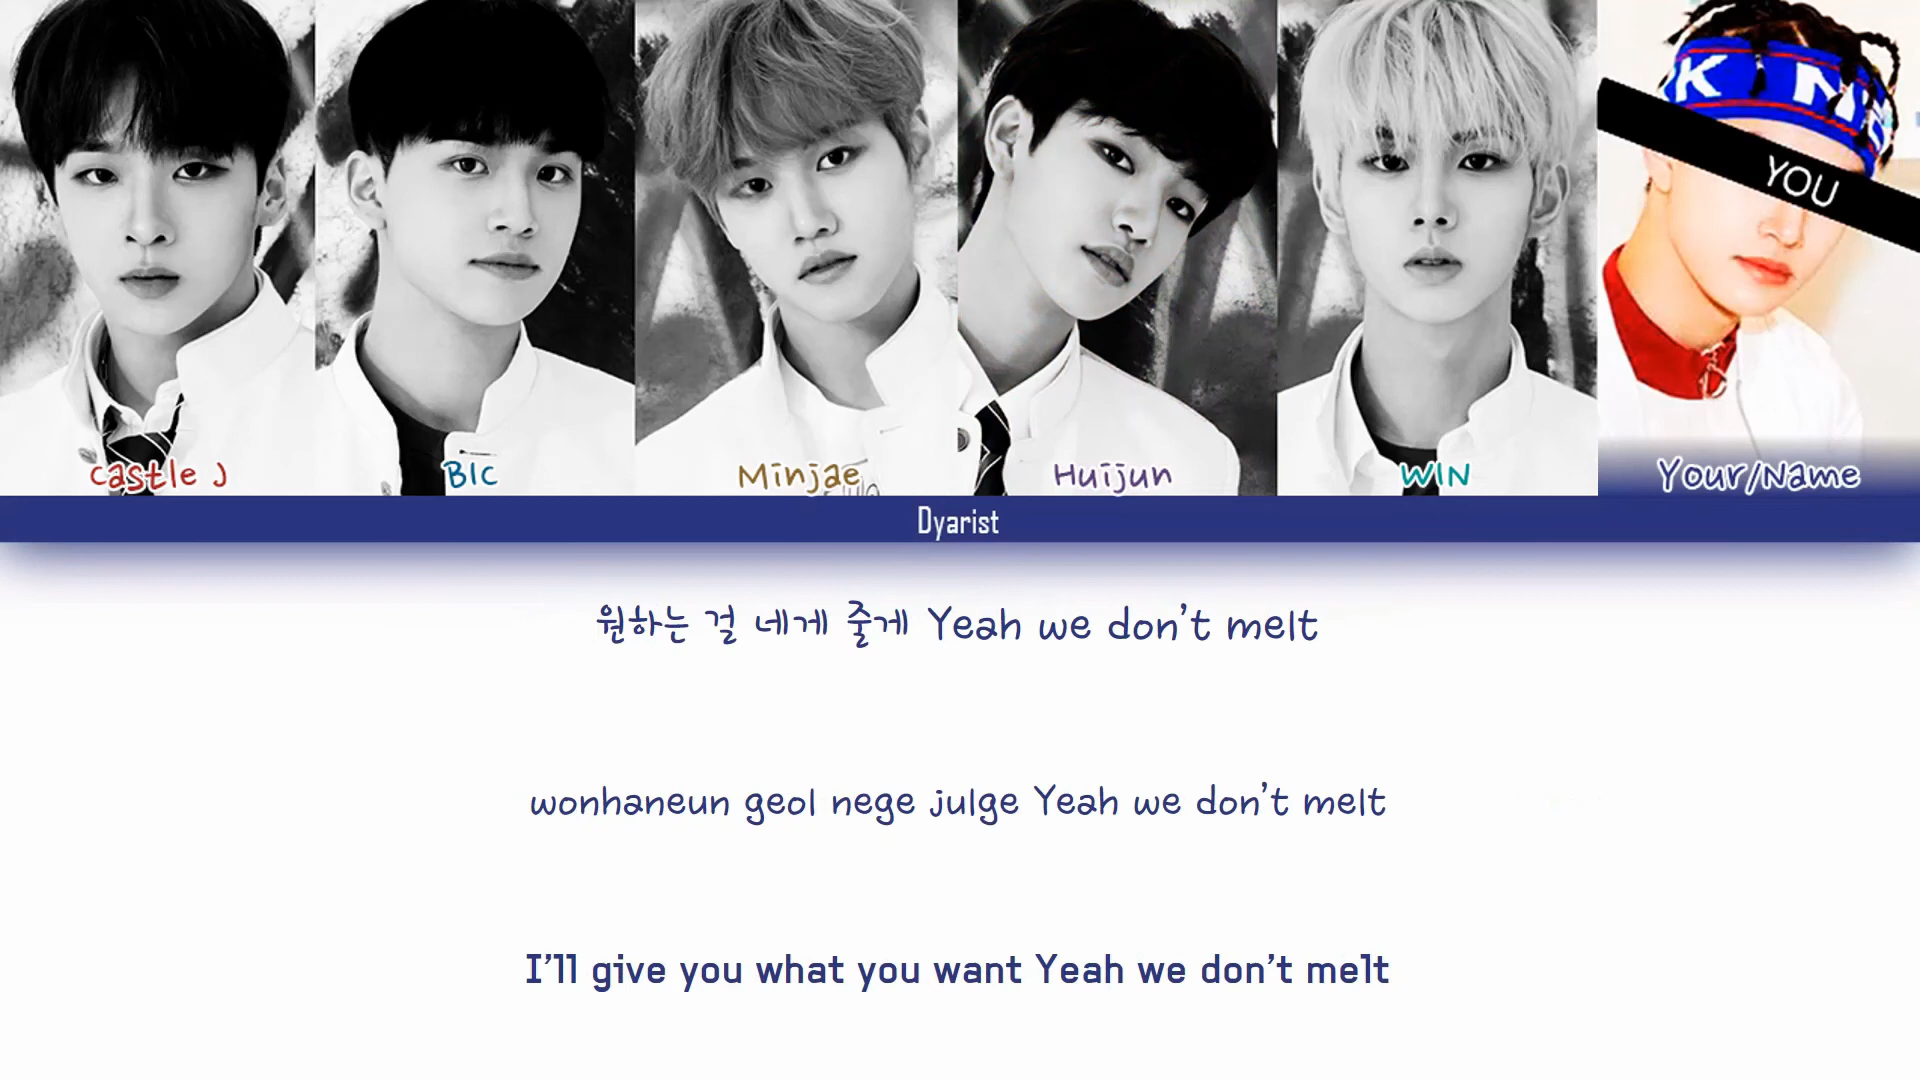 K NE
YOU
Castle J
BIC
Minjae
Huijun
WIN
Your/Name
Dyarist
원하는 걸 네게 줄게 Yeah we don't melt
wonhaneun geol nege julge Yeah we don't melt
I'll give you what you want Yeah we don't melt